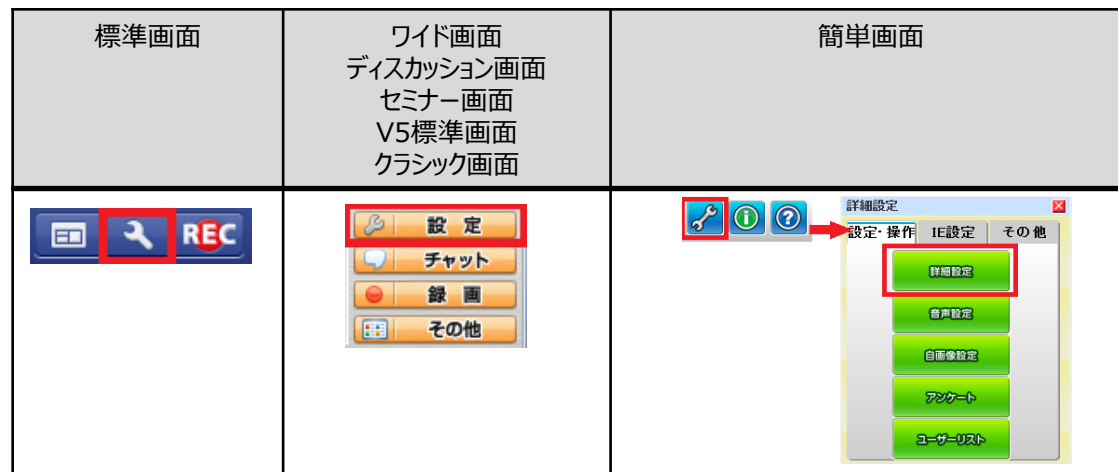 標準画面
ワイド画面
ディスカッション画面
セミナー画面
V5標準画面
クラシック画面
簡単画面
REC
設 定
チャット
録 画
その他
詳細設定
設定・操作 IE設定 その他
詳細設定
音声設定
自画像設定
アンケート
ユーザーリスト